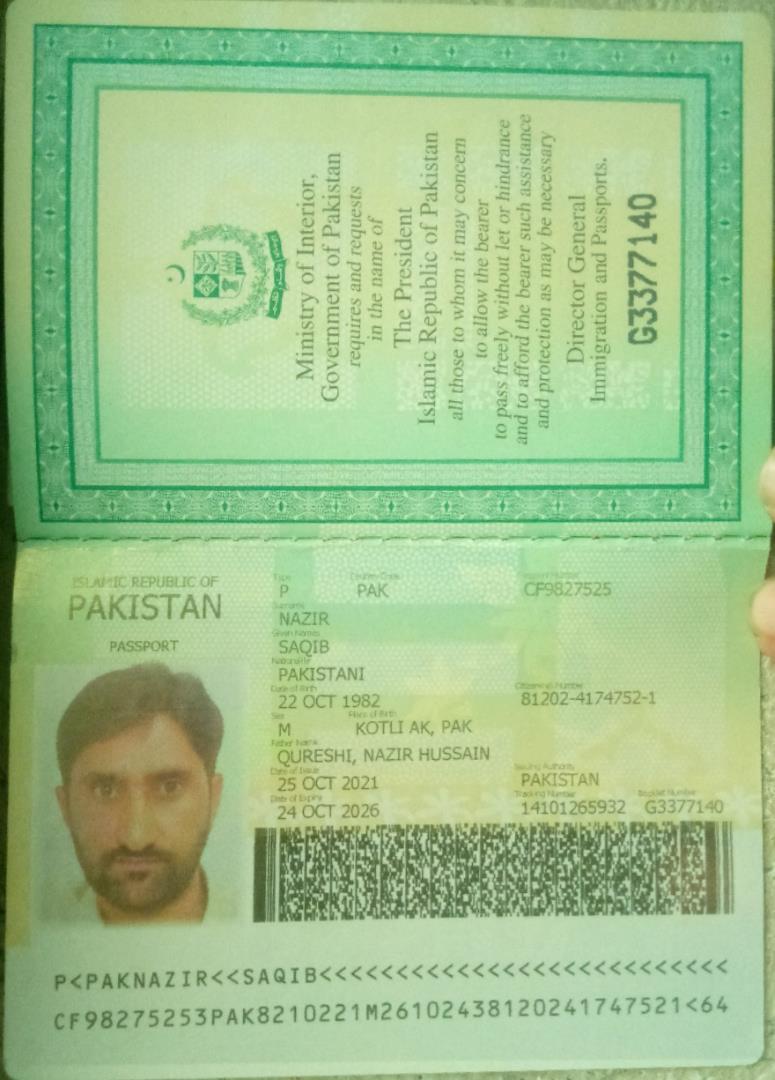 Ministry of Interior,
Government of Pakistan
requires and requests
in the name of
The President
Islamic Republic of Pakistan
all those to whom it may concern
to allow the bearer
to pass freely without let or hindrance
and to afford the bearer such assistance
and protection as may be necessary
Director General
Immigration and Passports.
G3377140
ISLAMIC REPUBLIC OF
PAKISTAN
PASSPORT
Type Country Code Passport Number
P PAK CF9827525
Surname
NAZIR
Given Names
SAQIB
Nationality
PAKISTANI
Date of Birth Citizenship Number
22 OCT 1982 81202-4174752-1
Sex Place of Birth
M KOTLI AK, PAK
Father Name
QURESHI, NAZIR HUSSAIN
Date of Issue Issuing Authority
25 OCT 2021 PAKISTAN
Date of Expiry Tracking Number Booklet Number
24 OCT 2026 14101265932 G3377140
P<PAKNAZIR<<SAQIB<<<<<<<<<<<<<<<<<<<<<<<<<<<
CF98275253PAK8210221M26102438120241747521<64